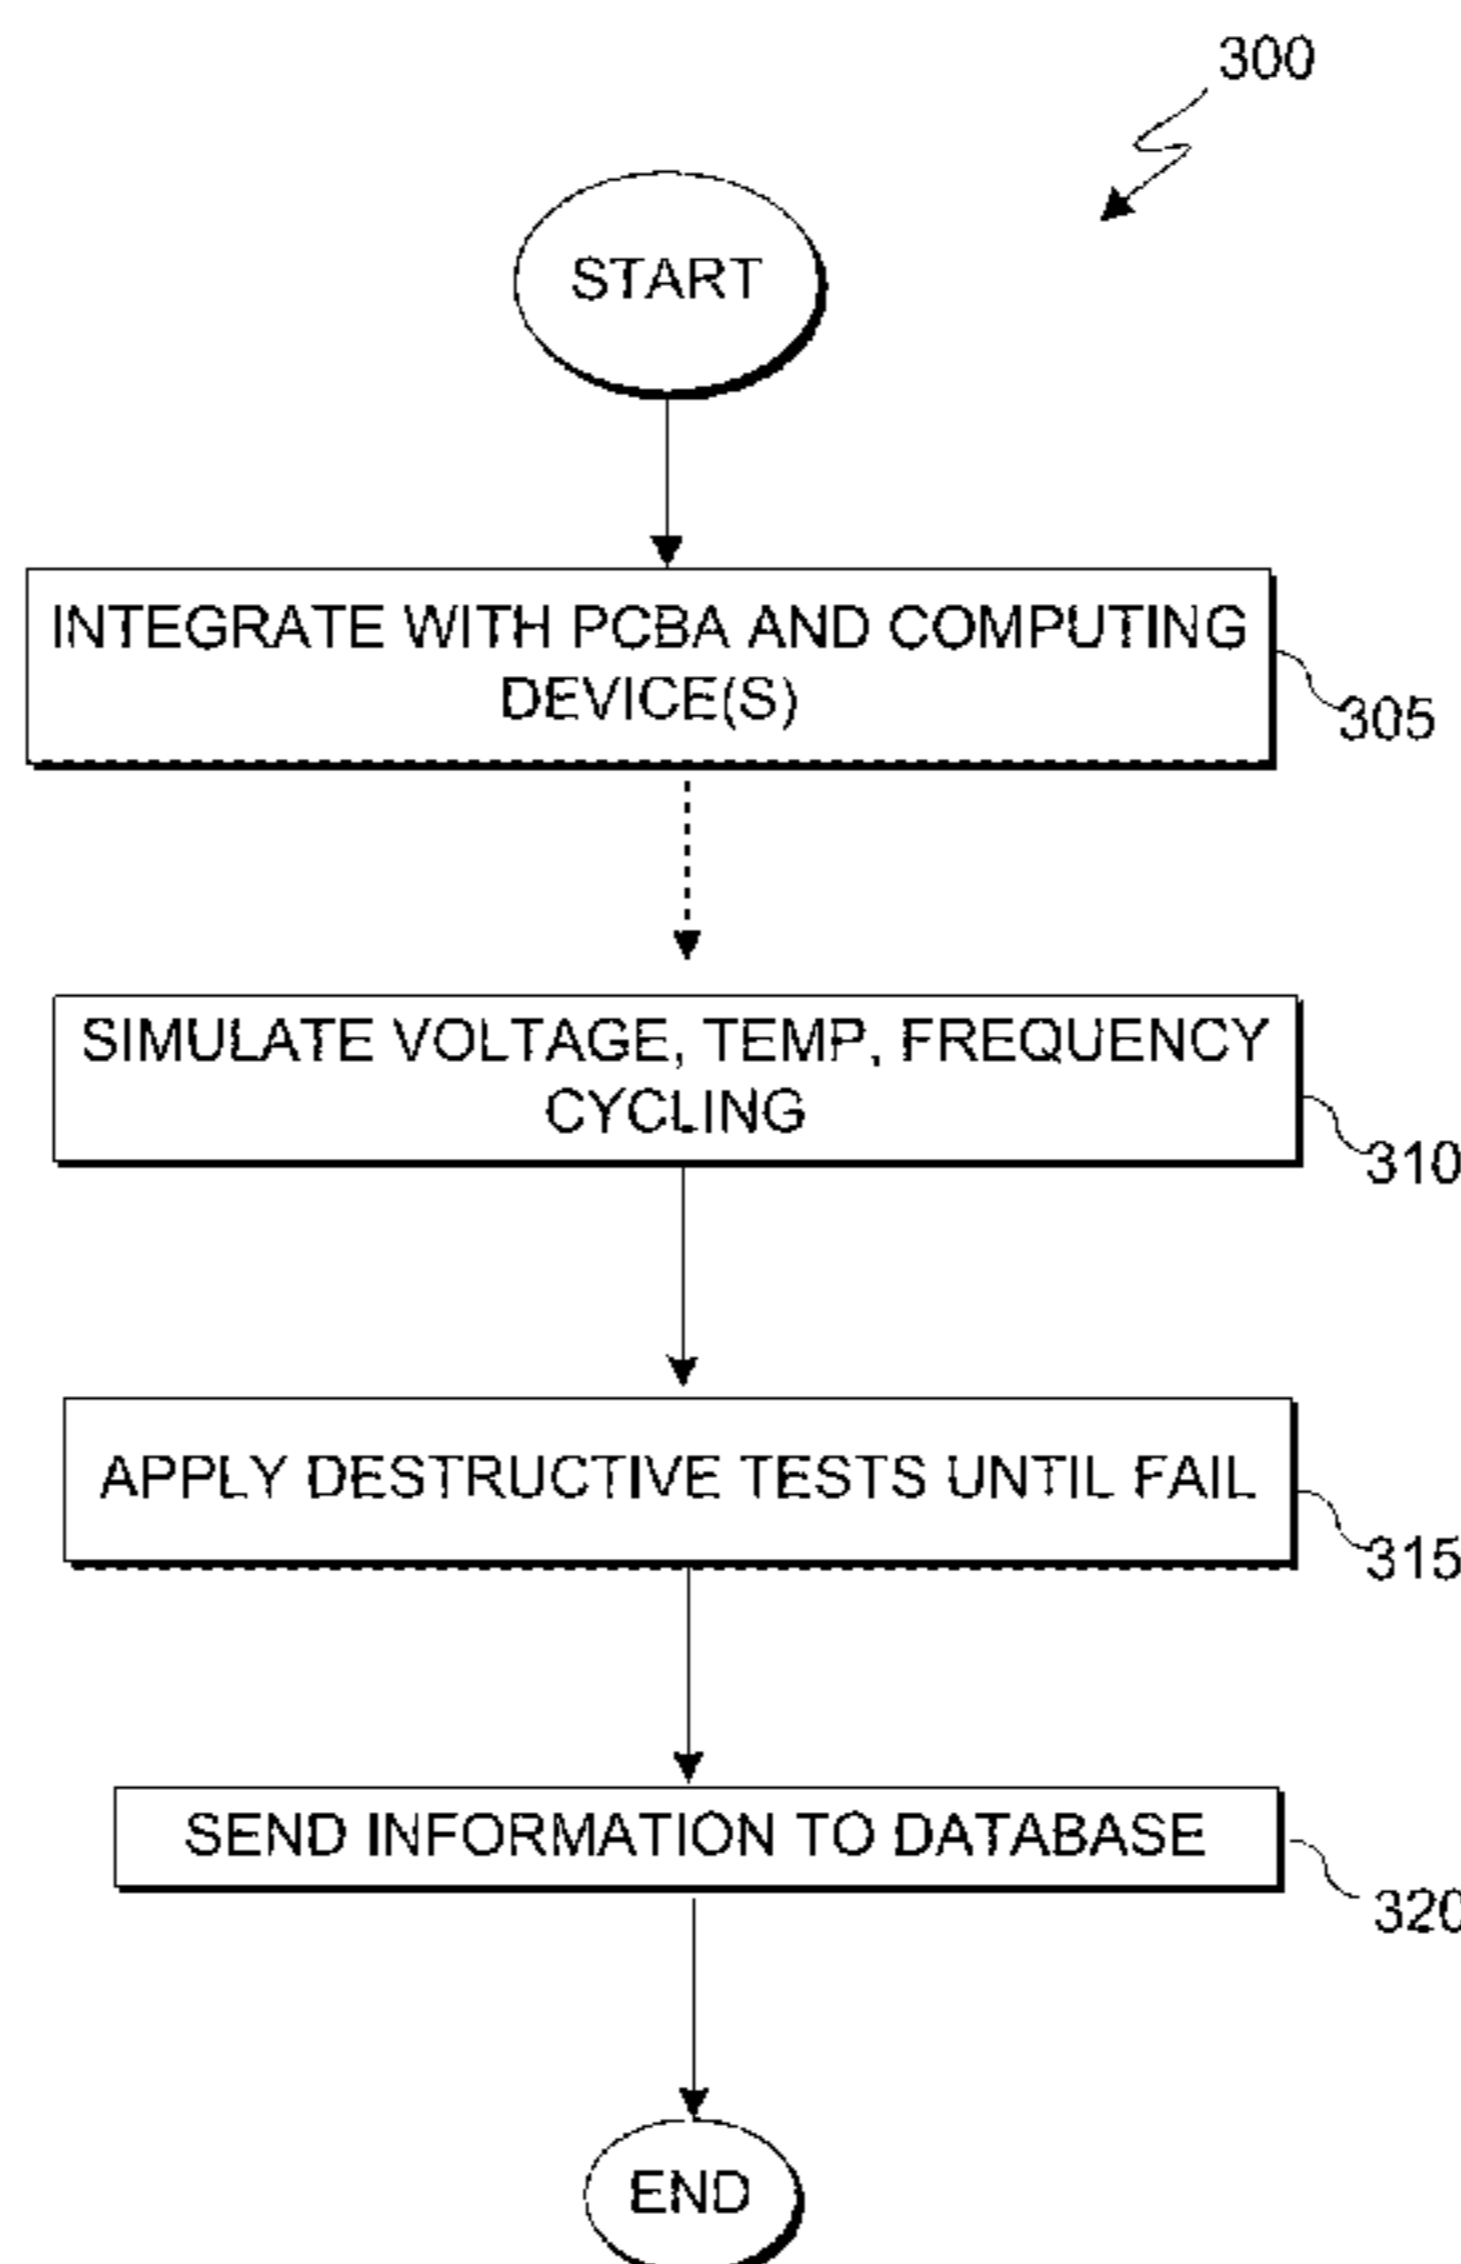 300
START
INTEGRATE WITH PCBA AND COMPUTING
DEVICE(S)
305
SIMULATE VOLTAGE, TEMP, FREQUENCY
CYCLING
310
APPLY DESTRUCTIVE TESTS UNTIL FAIL
315
SEND INFORMATION TO DATABASE
320
END